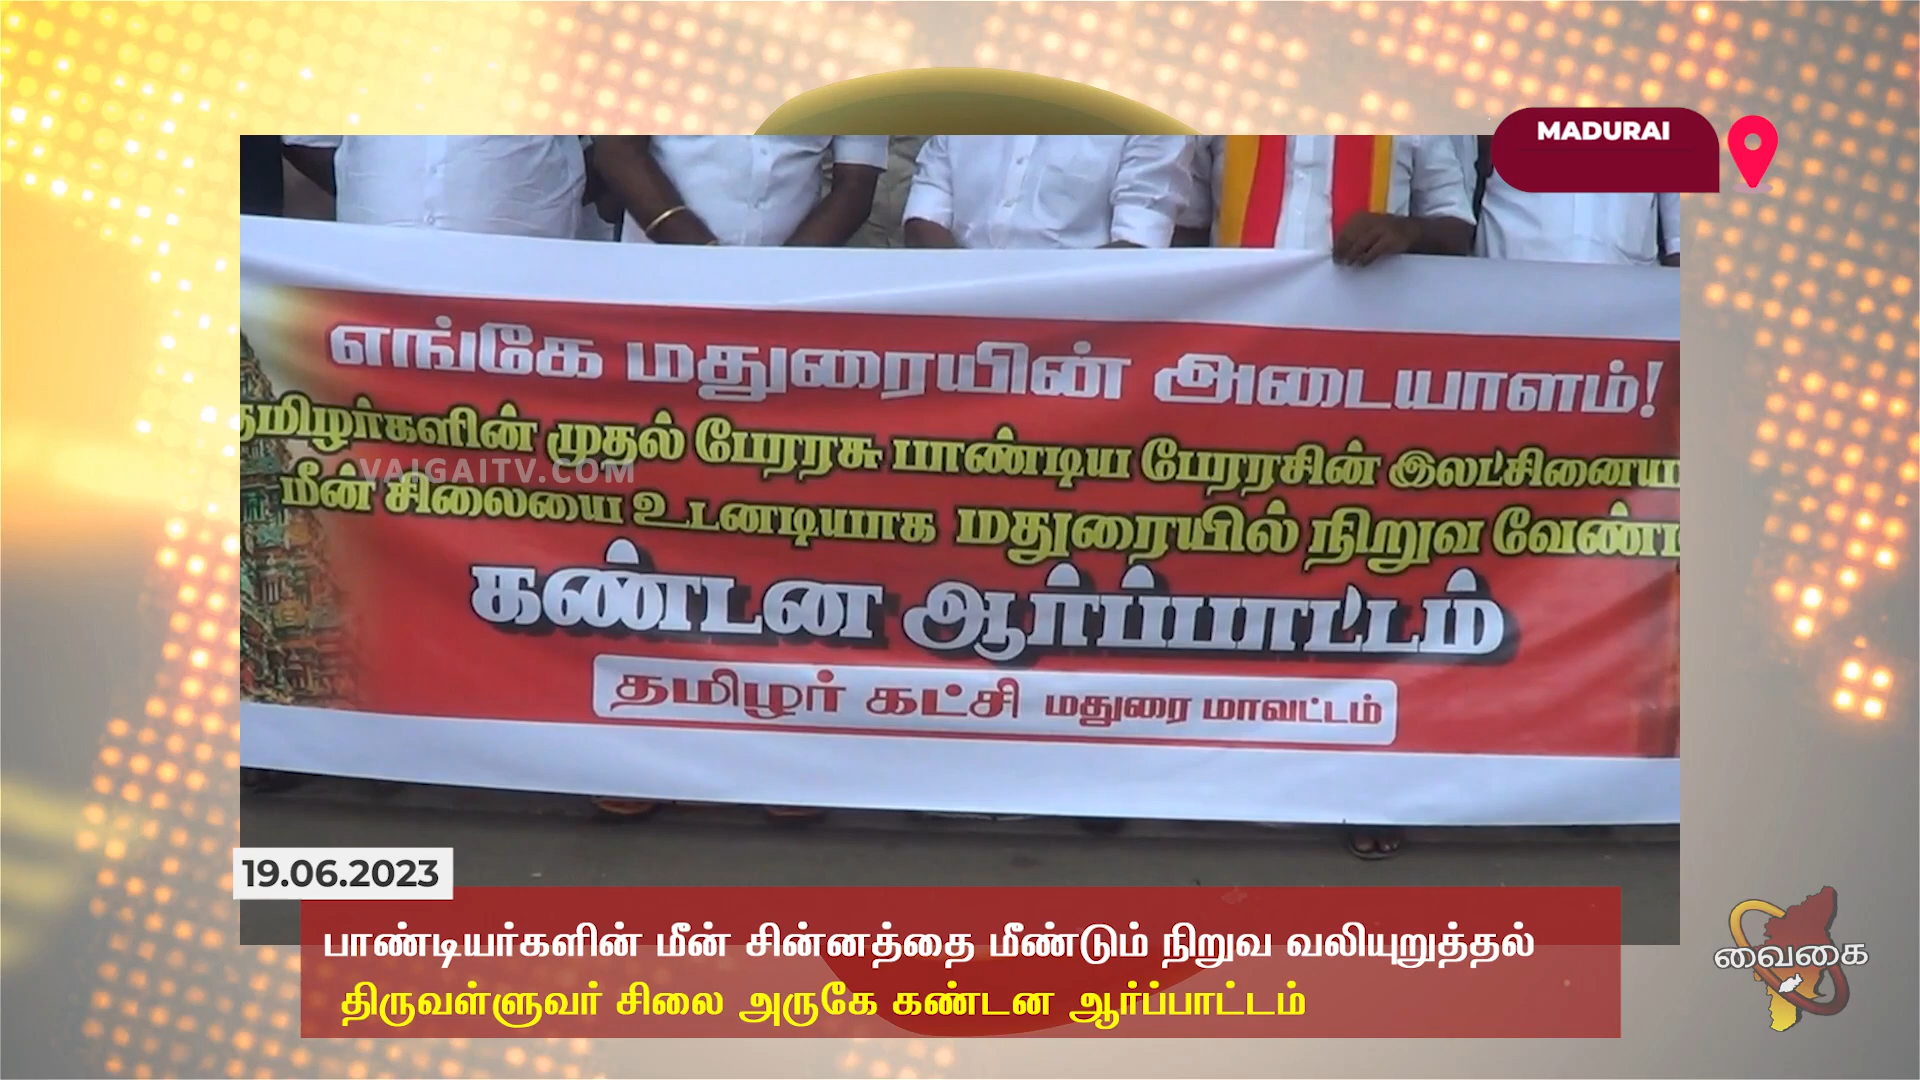 MADURAI
எங்கே மதுரையின் அடையாளம்!
தமிழர்களின் முதல் பேரரசு பாண்டிய பேரரசின் இலட்சினையா
மீன் சிலையை உடனடியாக மதுரையில் நிறுவ
VAIGAITV.COM
கண்டன ஆர்ப்பாட்டம்
தமிழர் கட்சி மதுரை மாவட்டம்
19.06.2023
பாண்டியர்களின் மீன் சின்னத்தை மீண்டும் நிறுவ வலியுறுத்தல்
திருவள்ளுவர் சிலை அருகே கண்டன ஆர்ப்பாட்டம்
வைகை